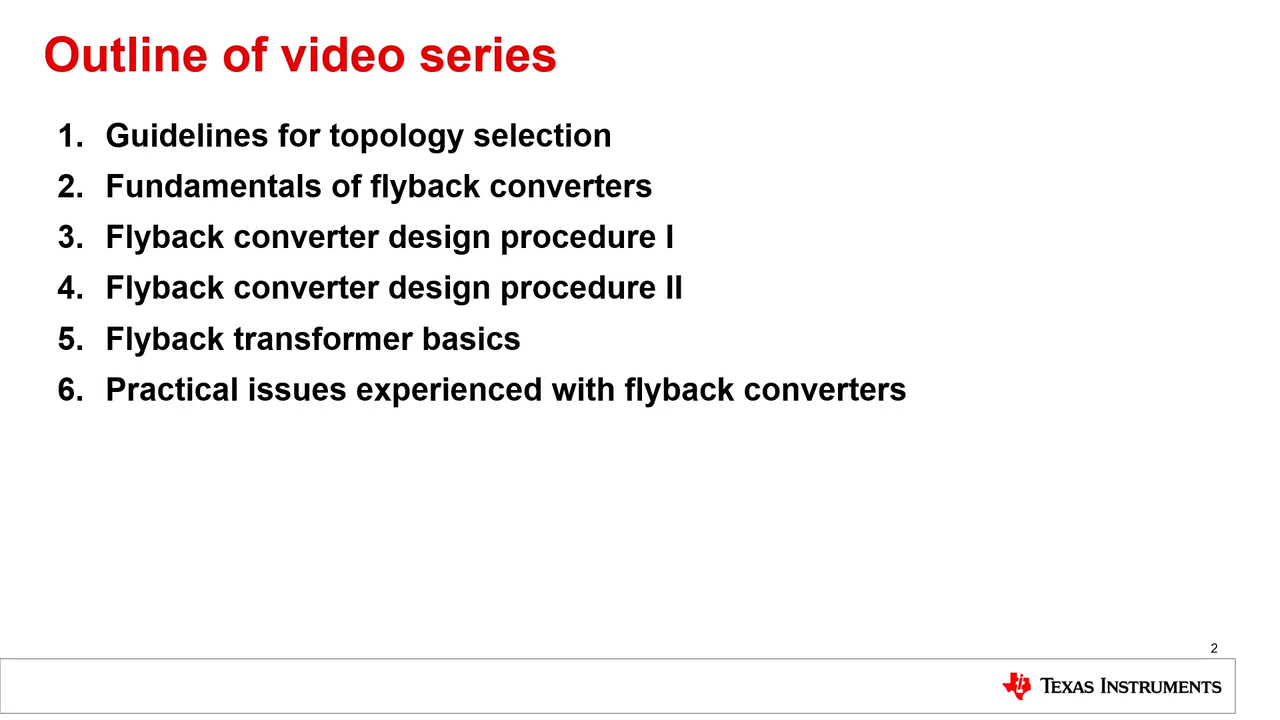 Outline of video series
1. Guidelines for topology selection
2. Fundamentals of flyback converters
3. Flyback converter design procedure I
4. Flyback converter design procedure II
5. Flyback transformer basics
6. Practical issues experienced with flyback converters
2
TEXAS INSTRUMENTS